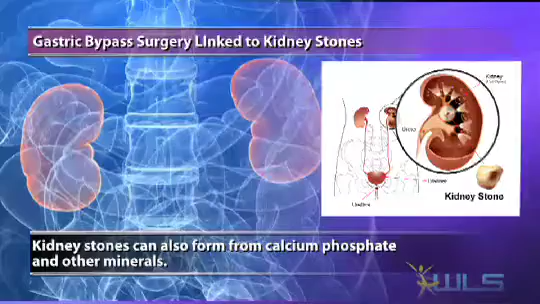 Gastric Bypass Surgery LInked to Kidney Stones
Kidney
Ureter
Urethra
Kidney Stone
Kidney stones can also form from calcium phosphate
and other minerals.
WLS